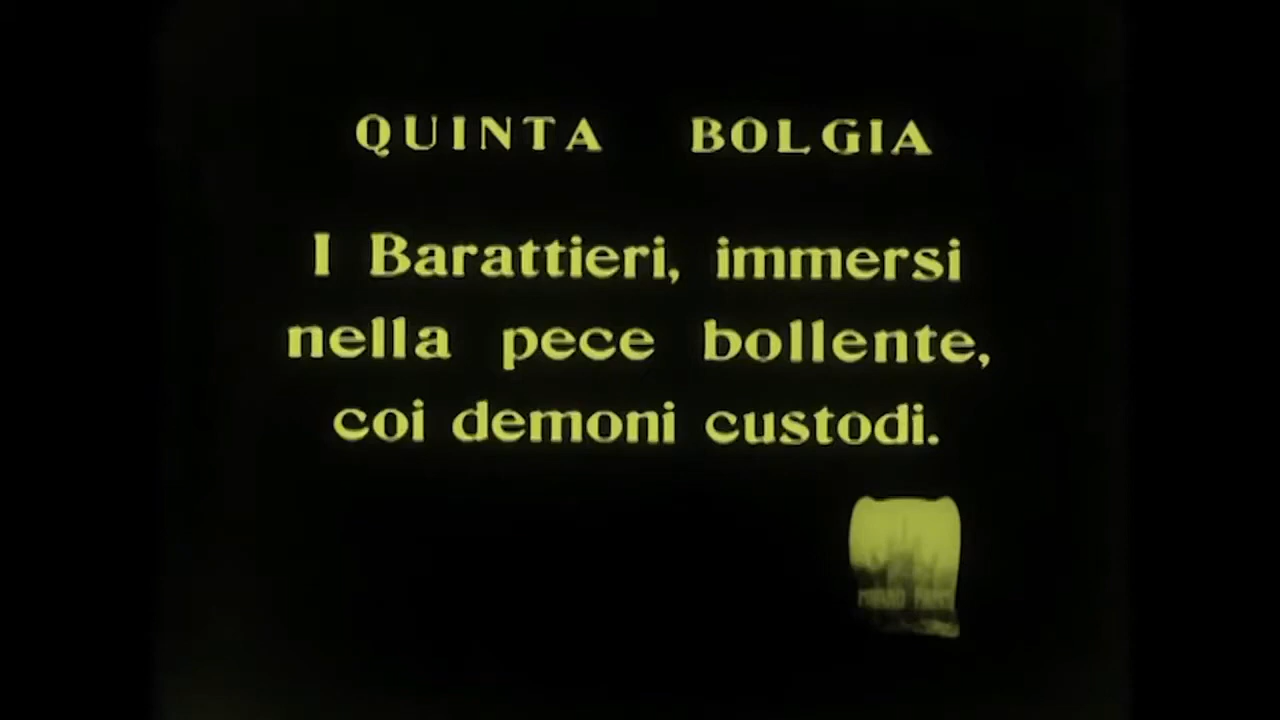 QUINTA BOLGIA
I Barattieri, immersi
nella pece bollente,
coi demoni custodi.